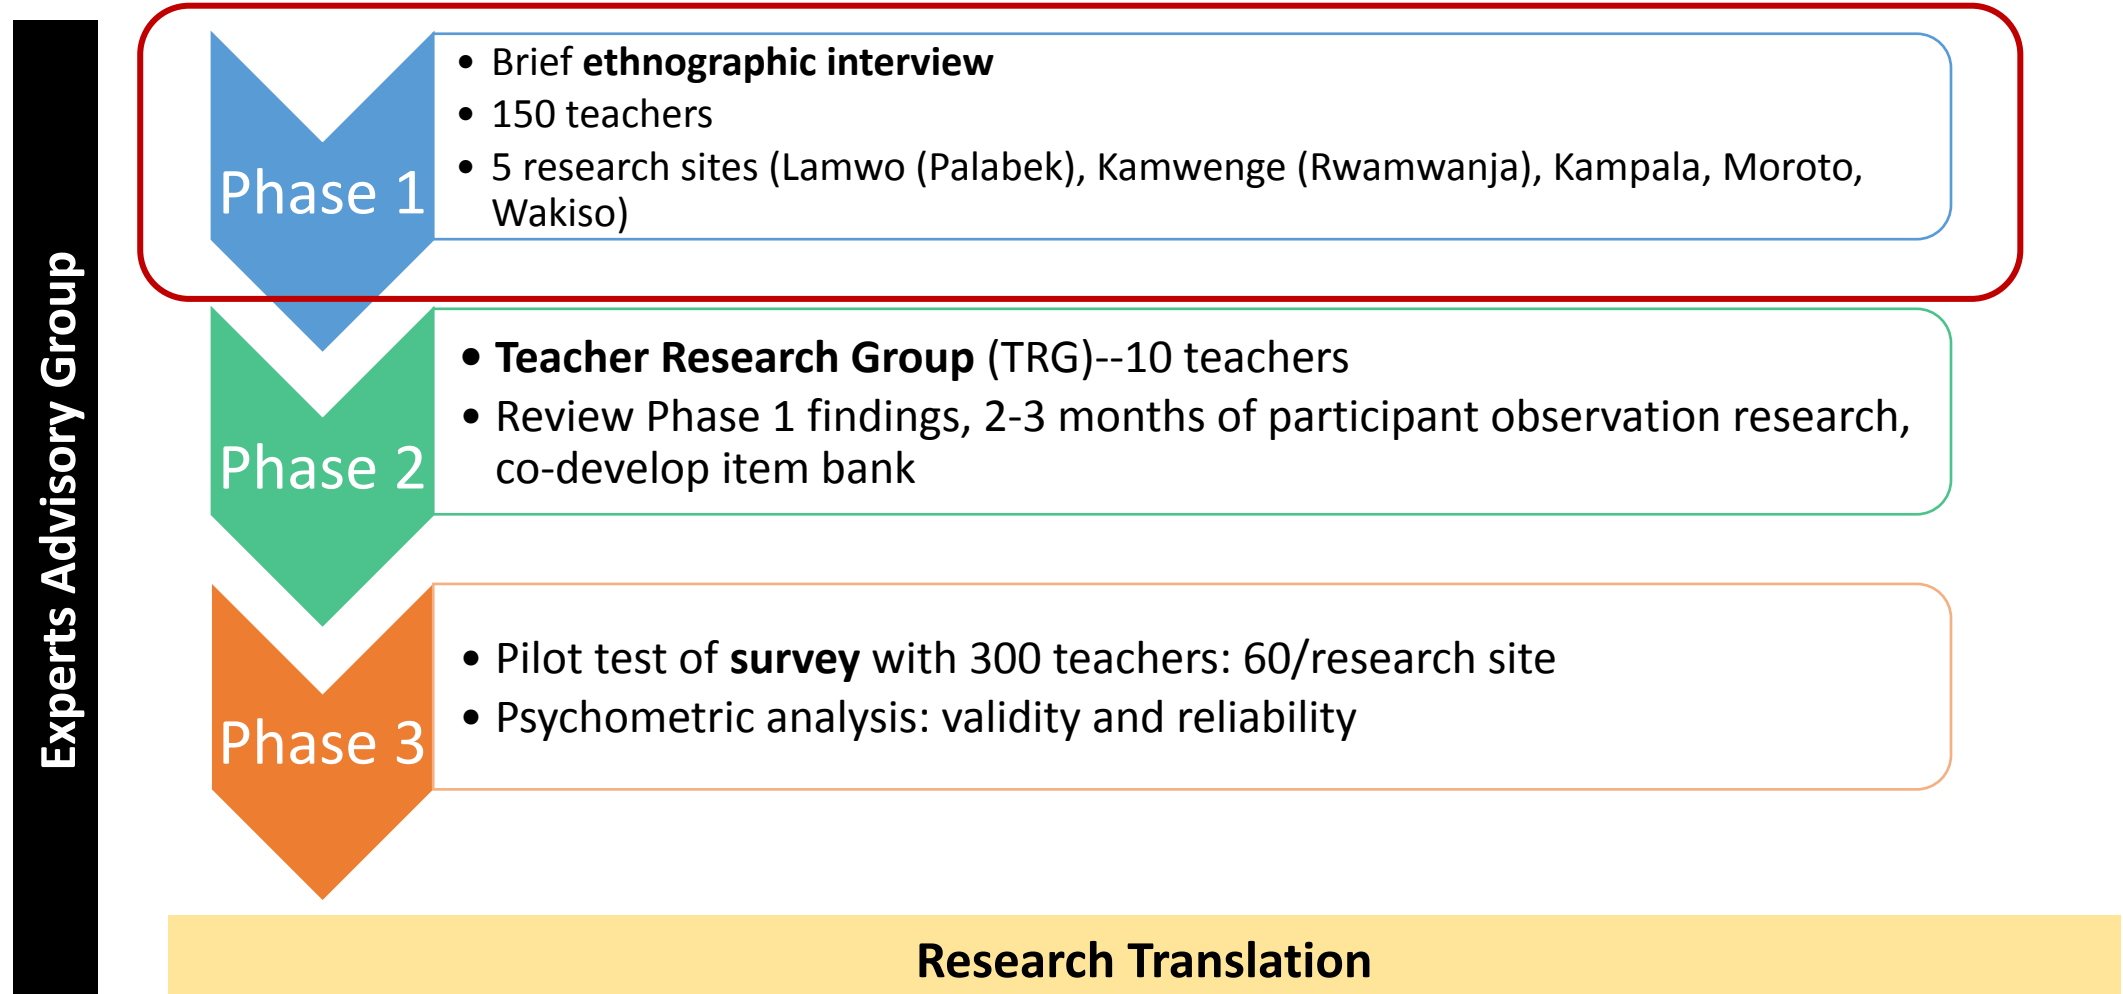 Experts Advisory Group
Phase 1
• Brief ethnographic interview
• 150 teachers
• 5 research sites (Lamwo (Palabek), Kamwenge (Rwamwanja), Kampala, Moroto,
Wakiso)
Phase 2
• Teacher Research Group (TRG)--10 teachers
• Review Phase 1 findings, 2-3 months of participant observation research,
co-develop item bank
Phase 3
• Pilot test of survey with 300 teachers: 60/research site
• Psychometric analysis: validity and reliability
Research Translation